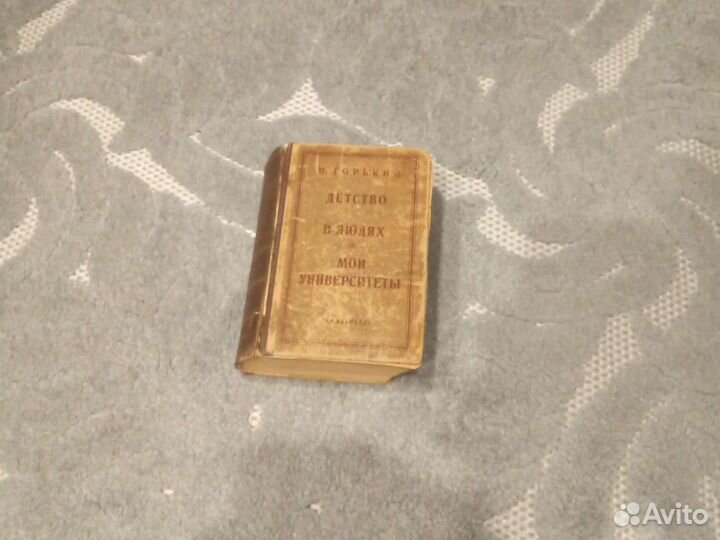 М. ГОРЬКИЙ
ДЕТСТВО
В ЛЮДЯХ
МОИ
УНИВЕРСИТЕТЫ
Avito